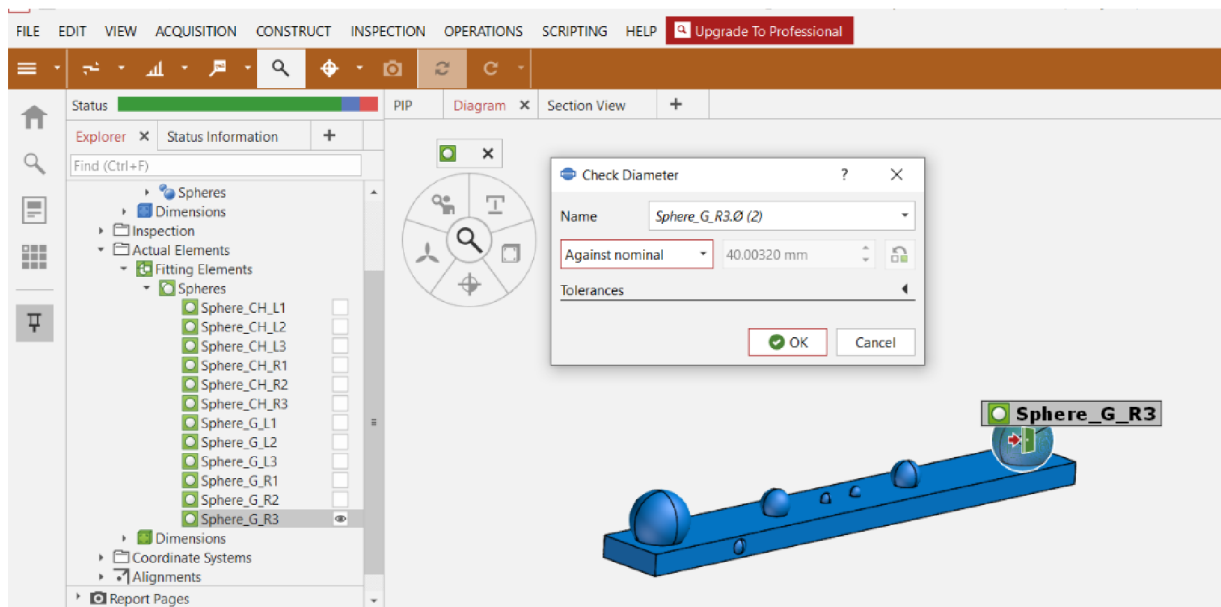 FILE EDIT VIEW ACQUISITION CONSTRUCT INSPECTION OPERATIONS SCRIPTING HELP Upgrade To Professional
Status
PIP Diagram Section View
Explorer Status Information
Find (Ctrl+F)
Spheres
Dimensions
Inspection
Actual Elements
Fitting Elements
Spheres
Sphere_CH_L1
Sphere_CH_L2
Sphere_CH_L3
Sphere_CH_R1
Sphere_CH_R2
Sphere_CH_R3
Sphere_G_L1
Sphere_G_L2
Sphere_G_L3
Sphere_G_R1
Sphere_G_R2
Sphere_G_R3
Dimensions
Coordinate Systems
Alignments
Report Pages
Check Diameter ?
Name Sphere_G_R3.Ø (2)
Against nominal 40.00320 mm
Tolerances
OK Cancel
Sphere_G_R3